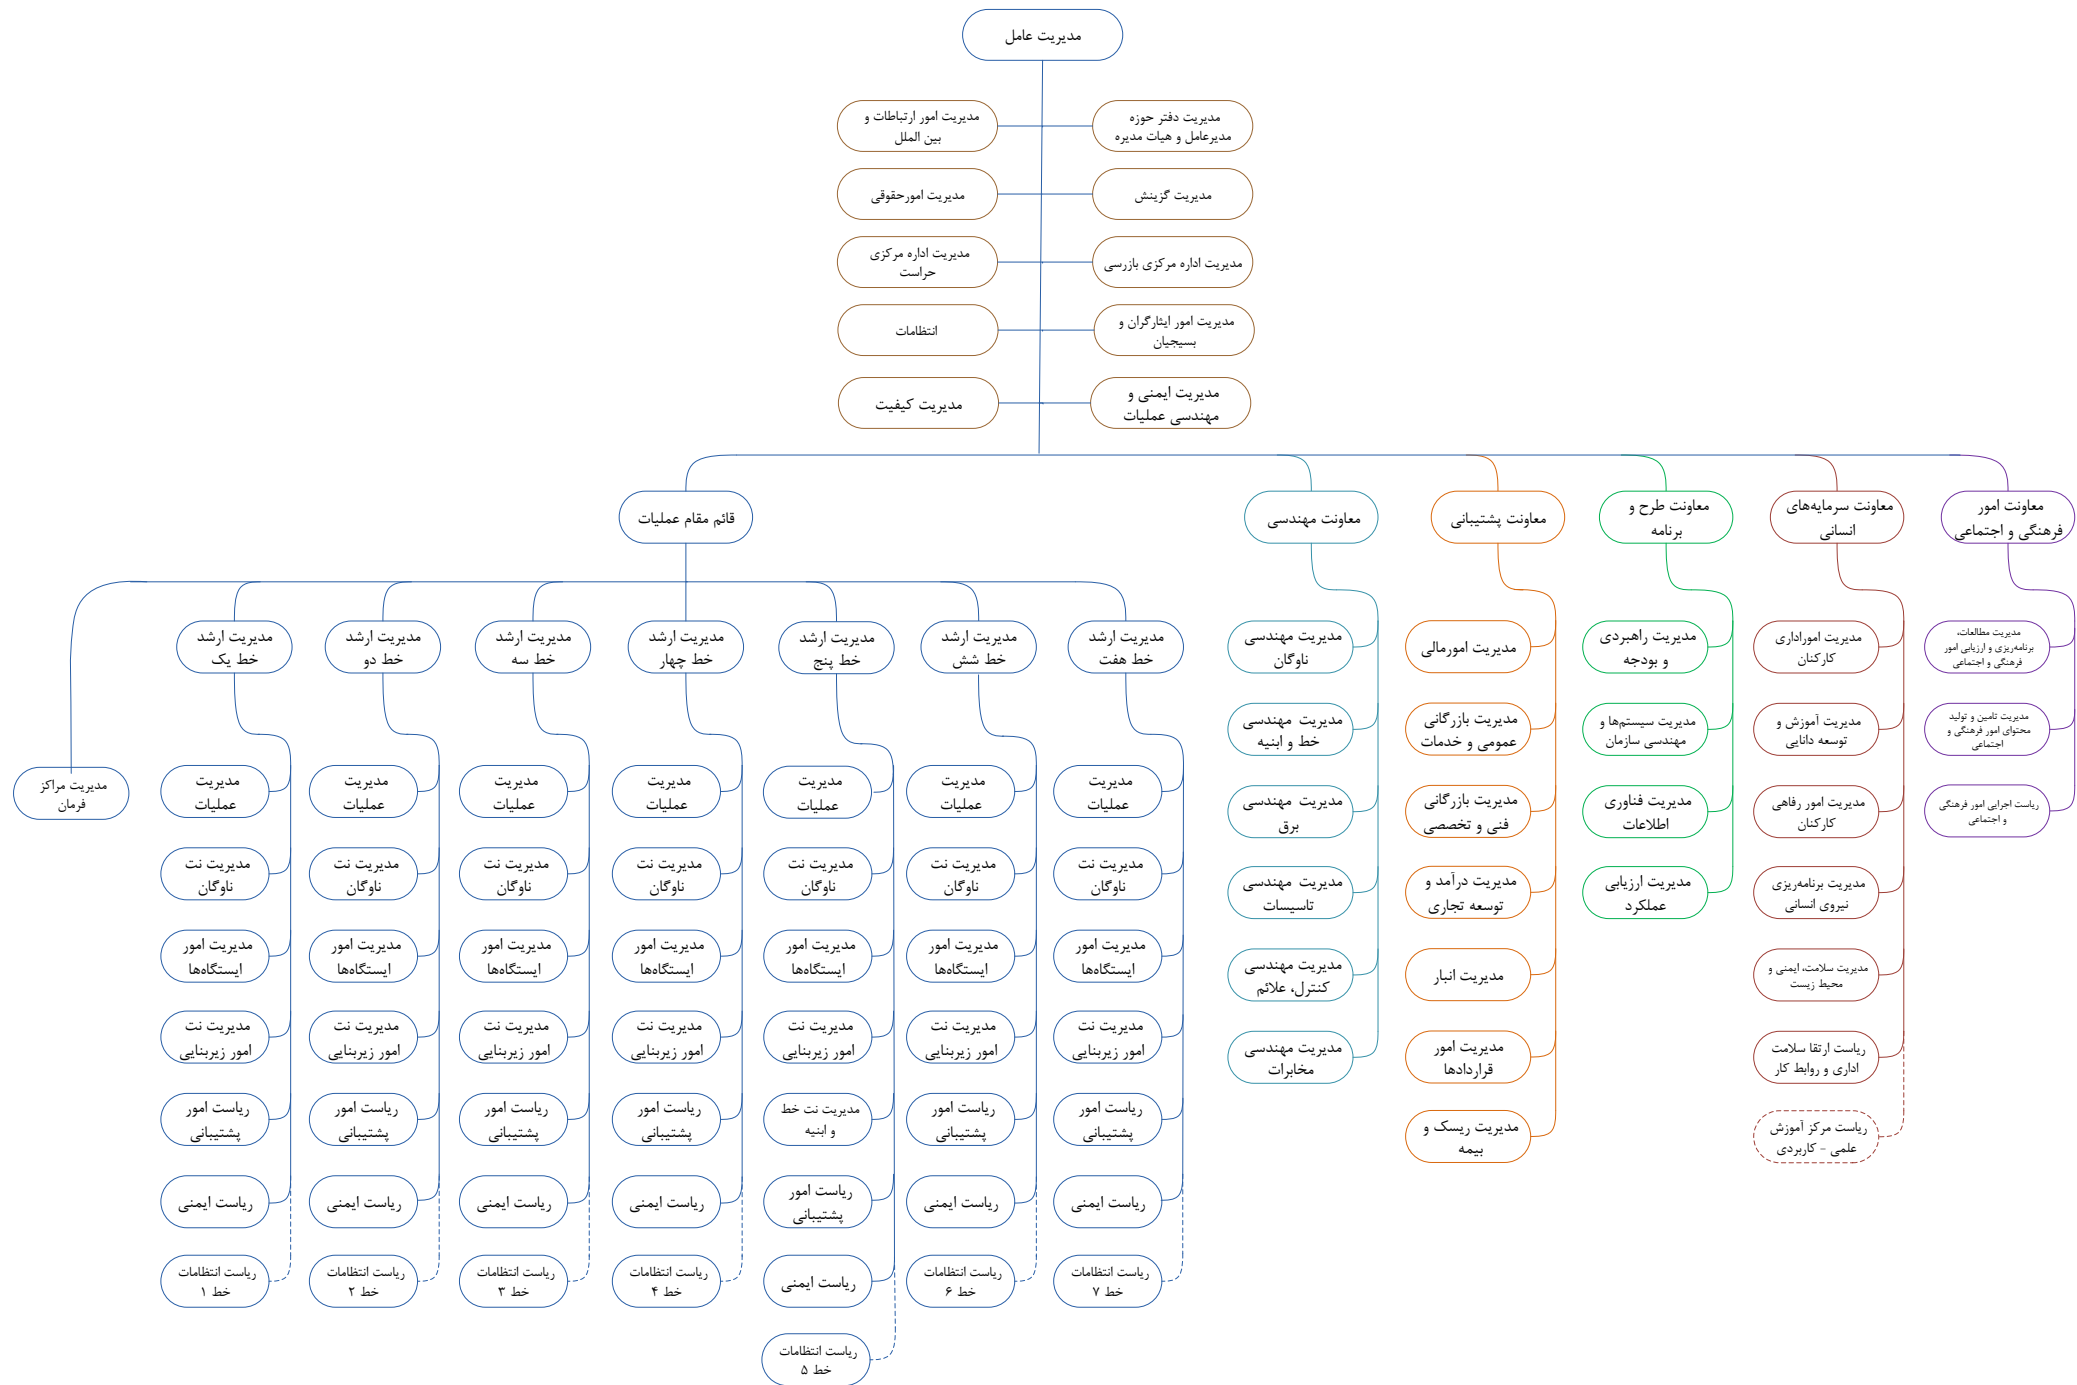 مدیریت عامل
مدیریت دفتر حوزه
مدیرعامل و هیات مدیره
مدیریت امور ارتباطات و
بین الملل
مدیریت گزینش
مدیریت امورحقوقی
مدیریت اداره مرکزی بازرسی
مدیریت اداره مرکزی
حراست
مدیریت امور ایثارگران و
بسیجیان
انتظامات
مدیریت ایمنی و
مهندسی عملیات
مدیریت کیفیت
معاونت امور
فرهنگی و اجتماعی
معاونت سرمایه‌های
انسانی
معاونت طرح و
برنامه
معاونت پشتیبانی
معاونت مهندسی
قائم مقام عملیات
مدیریت مطالعات،
برنامه‌ریزی و ارزیابی امور
فرهنگی و اجتماعی
مدیریت تامین و تولید
محتوای امور فرهنگی و
اجتماعی
ریاست اجرایی امور فرهنگی
و اجتماعی
مدیریت اموراداری
کارکنان
مدیریت آموزش و
توسعه دانایی
مدیریت امور رفاهی
کارکنان
مدیریت برنامه‌ریزی
نیروی انسانی
مدیریت سلامت، ایمنی و
محیط زیست
ریاست ارتقا سلامت
اداری و روابط کار
ریاست مرکز آموزش
علمی - کاربردی
مدیریت راهبردی
و بودجه
مدیریت سیستم‌ها و
مهندسی سازمان
مدیریت فناوری
اطلاعات
مدیریت ارزیابی
عملکرد
مدیریت امورمالی
مدیریت بازرگانی
عمومی و خدمات
مدیریت بازرگانی
فنی و تخصصی
مدیریت درآمد و
توسعه تجاری
مدیریت انبار
مدیریت امور
قراردادها
مدیریت ریسک و
بیمه
مدیریت مهندسی
ناوگان
مدیریت مهندسی
خط و ابنیه
مدیریت مهندسی
برق
مدیریت مهندسی
تاسیسات
مدیریت مهندسی
کنترل، علائم
مدیریت مهندسی
مخابرات
مدیریت ارشد
خط هفت
مدیریت
عملیات
مدیریت نت
ناوگان
مدیریت امور
ایستگاه‌ها
مدیریت نت
امور زیربنایی
ریاست امور
پشتیبانی
ریاست ایمنی
ریاست انتظامات
خط ۷
مدیریت ارشد
خط شش
مدیریت
عملیات
مدیریت نت
ناوگان
مدیریت امور
ایستگاه‌ها
مدیریت نت
امور زیربنایی
ریاست امور
پشتیبانی
ریاست ایمنی
ریاست انتظامات
خط ۶
مدیریت ارشد
خط پنج
مدیریت
عملیات
مدیریت نت
ناوگان
مدیریت امور
ایستگاه‌ها
مدیریت نت
امور زیربنایی
مدیریت نت خط
و ابنیه
ریاست امور
پشتیبانی
ریاست ایمنی
ریاست انتظامات
خط ۵
مدیریت ارشد
خط چهار
مدیریت
عملیات
مدیریت نت
ناوگان
مدیریت امور
ایستگاه‌ها
مدیریت نت
امور زیربنایی
ریاست امور
پشتیبانی
ریاست ایمنی
ریاست انتظامات
خط ۴
مدیریت ارشد
خط سه
مدیریت
عملیات
مدیریت نت
ناوگان
مدیریت امور
ایستگاه‌ها
مدیریت نت
امور زیربنایی
ریاست امور
پشتیبانی
ریاست ایمنی
ریاست انتظامات
خط ۳
مدیریت ارشد
خط دو
مدیریت
عملیات
مدیریت نت
ناوگان
مدیریت امور
ایستگاه‌ها
مدیریت نت
امور زیربنایی
ریاست امور
پشتیبانی
ریاست ایمنی
ریاست انتظامات
خط ۲
مدیریت ارشد
خط یک
مدیریت
عملیات
مدیریت نت
ناوگان
مدیریت امور
ایستگاه‌ها
مدیریت نت
امور زیربنایی
ریاست امور
پشتیبانی
ریاست ایمنی
ریاست انتظامات
خط ۱
مدیریت مراکز
فرمان